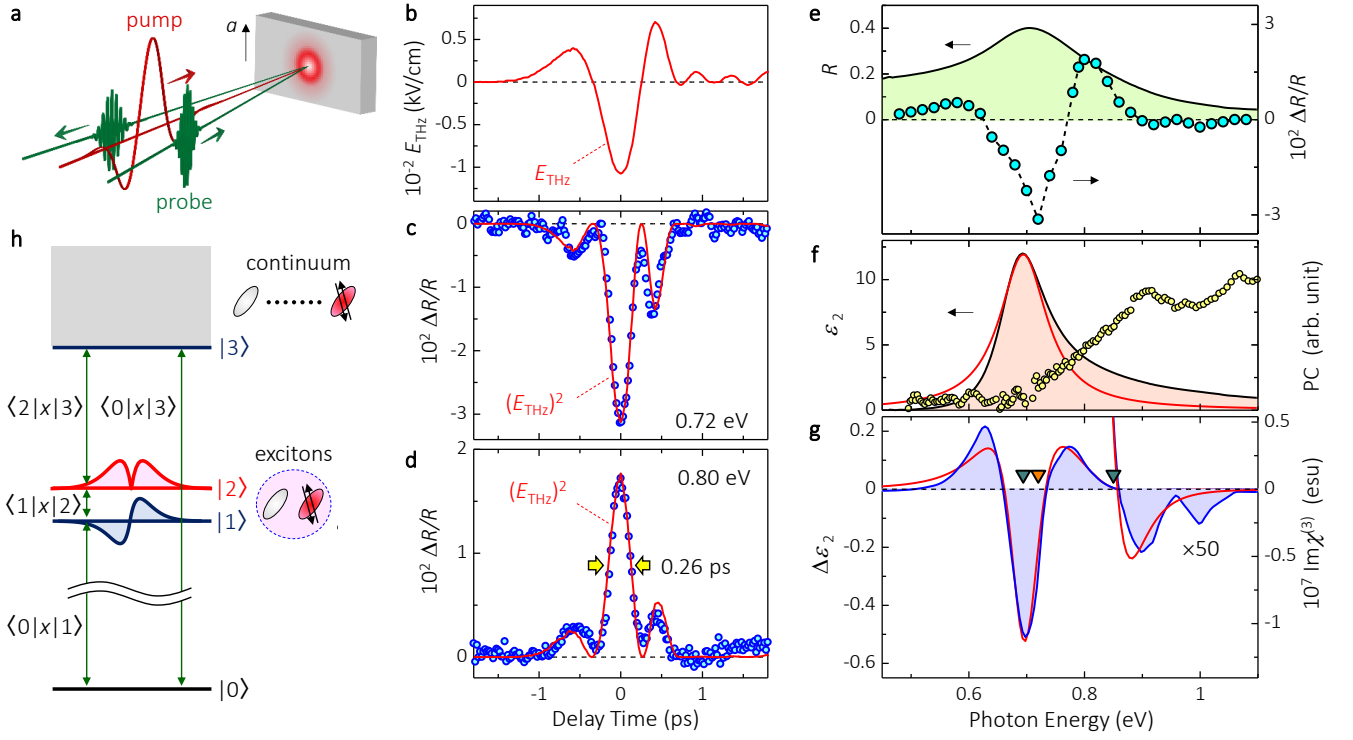 a
pump
a
probe
h
continuum
|3⟩
⟨2|x|3⟩
⟨0|x|3⟩
excitons
|2⟩
⟨1|x|2⟩
|1⟩
⟨0|x|1⟩
|0⟩
b
0.5
0
-0.5
-1
10⁻² E_THz (kV/cm)
E_THz
c
0
-1
-2
-3
10² ΔR/R
(E_THz)²
0.72 eV
d
2
1
0
10² ΔR/R
(E_THz)²
0.80 eV
0.26 ps
-1
0
1
Delay Time (ps)
e
0.4
0.2
0
R
3
0
-3
10² ΔR/R
f
10
5
0
ε₂
PC (arb. unit)
g
0.2
0
-0.2
-0.4
-0.6
Δε₂
0.5
0
-0.5
-1
10⁷ Imχ⁽³⁾ (esu)
×50
0.6
0.8
1
Photon Energy (eV)